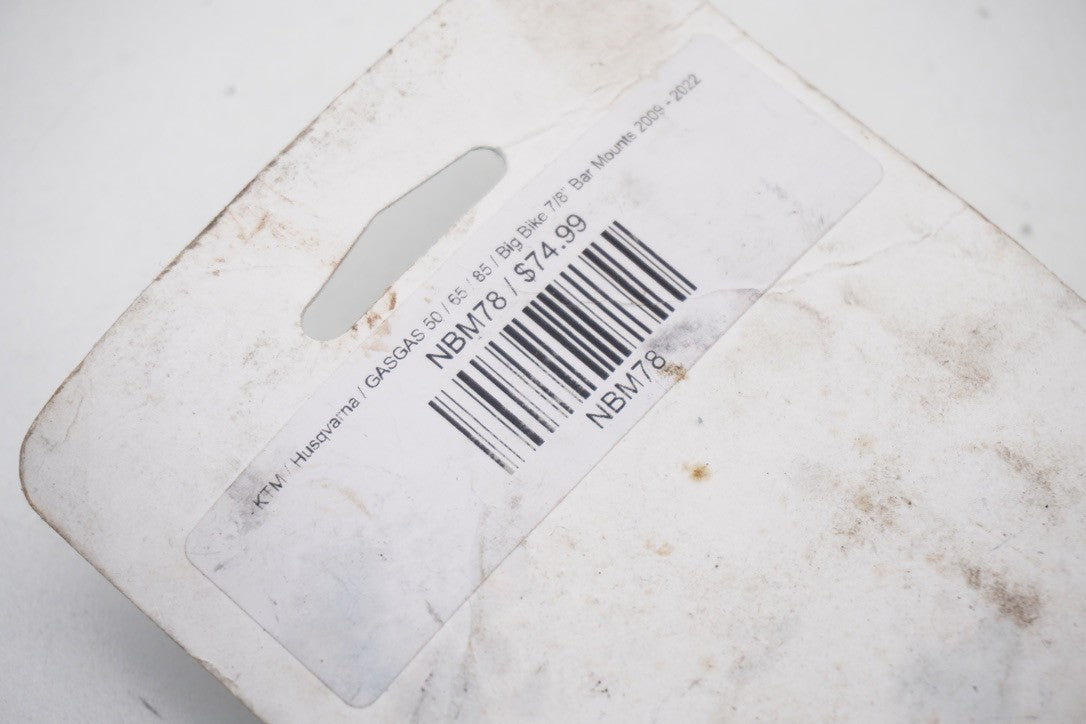 KTM / Husqvarna / GASGAS 50 / 65 / 85 / Big Bike 7/8" Bar Mounts 2009 - 2022
NBM78 / $74.99
NBM78